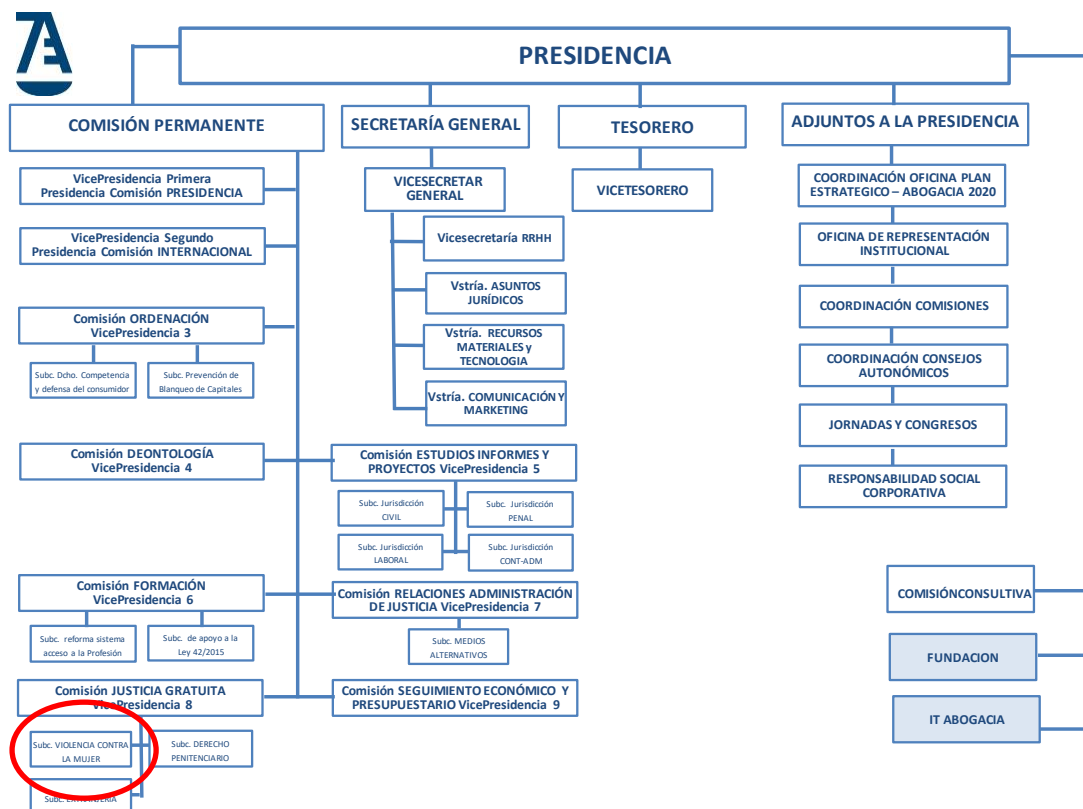 PRESIDENCIA
COMISIÓN PERMANENTE
SECRETARÍA GENERAL
TESORERO
ADJUNTOS A LA PRESIDENCIA
VicePresidencia Primera
Presidencia Comisión PRESIDENCIA
VicePresidencia Segundo
Presidencia Comisión INTERNACIONAL
Comisión ORDENACIÓN
VicePresidencia 3
Subc. Dcho. Competencia
y defensa del consumidor
Subc. Prevención de
Blanqueo de Capitales
VICESECRETAR
GENERAL
Vicesecretaría RRHH
Vstría. ASUNTOS
JURÍDICOS
Vstría. RECURSOS
MATERIALES y
TECNOLOGIA
Vstría. COMUNICACIÓN Y
MARKETING
VICETESORERO
COORDINACIÓN OFICINA PLAN
ESTRATEGICO – ABOGACIA 2020
OFICINA DE REPRESENTACIÓN
INSTITUCIONAL
COORDINACIÓN COMISIONES
COORDINACIÓN CONSEJOS
AUTONÓMICOS
JORNADAS Y CONGRESOS
RESPONSABILIDAD SOCIAL
CORPORATIVA
Comisión DEONTOLOGÍA
VicePresidencia 4
Comisión ESTUDIOS INFORMES Y
PROYECTOS VicePresidencia 5
Subc. Jurisdicción
CIVIL
Subc. Jurisdicción
PENAL
Subc. Jurisdicción
LABORAL
Subc. Jurisdicción
CONT-ADM
Comisión FORMACIÓN
VicePresidencia 6
Subc. reforma sistema
acceso a la Profesión
Subc. de apoyo a la
Ley 42/2015
Comisión RELACIONES ADMINISTRACIÓN
DE JUSTICIA VicePresidencia 7
Subc. MEDIOS
ALTERNATIVOS
Comisión JUSTICIA GRATUITA
VicePresidencia 8
Subc. VIOLENCIA CONTRA
LA MUJER
Subc. DERECHO
PENITENCIARIO
Subc. EXTRANJERÍA
Comisión SEGUIMIENTO ECONÓMICO Y
PRESUPUESTARIO VicePresidencia 9
COMISIÓNCONSULTIVA
FUNDACION
IT ABOGACIA